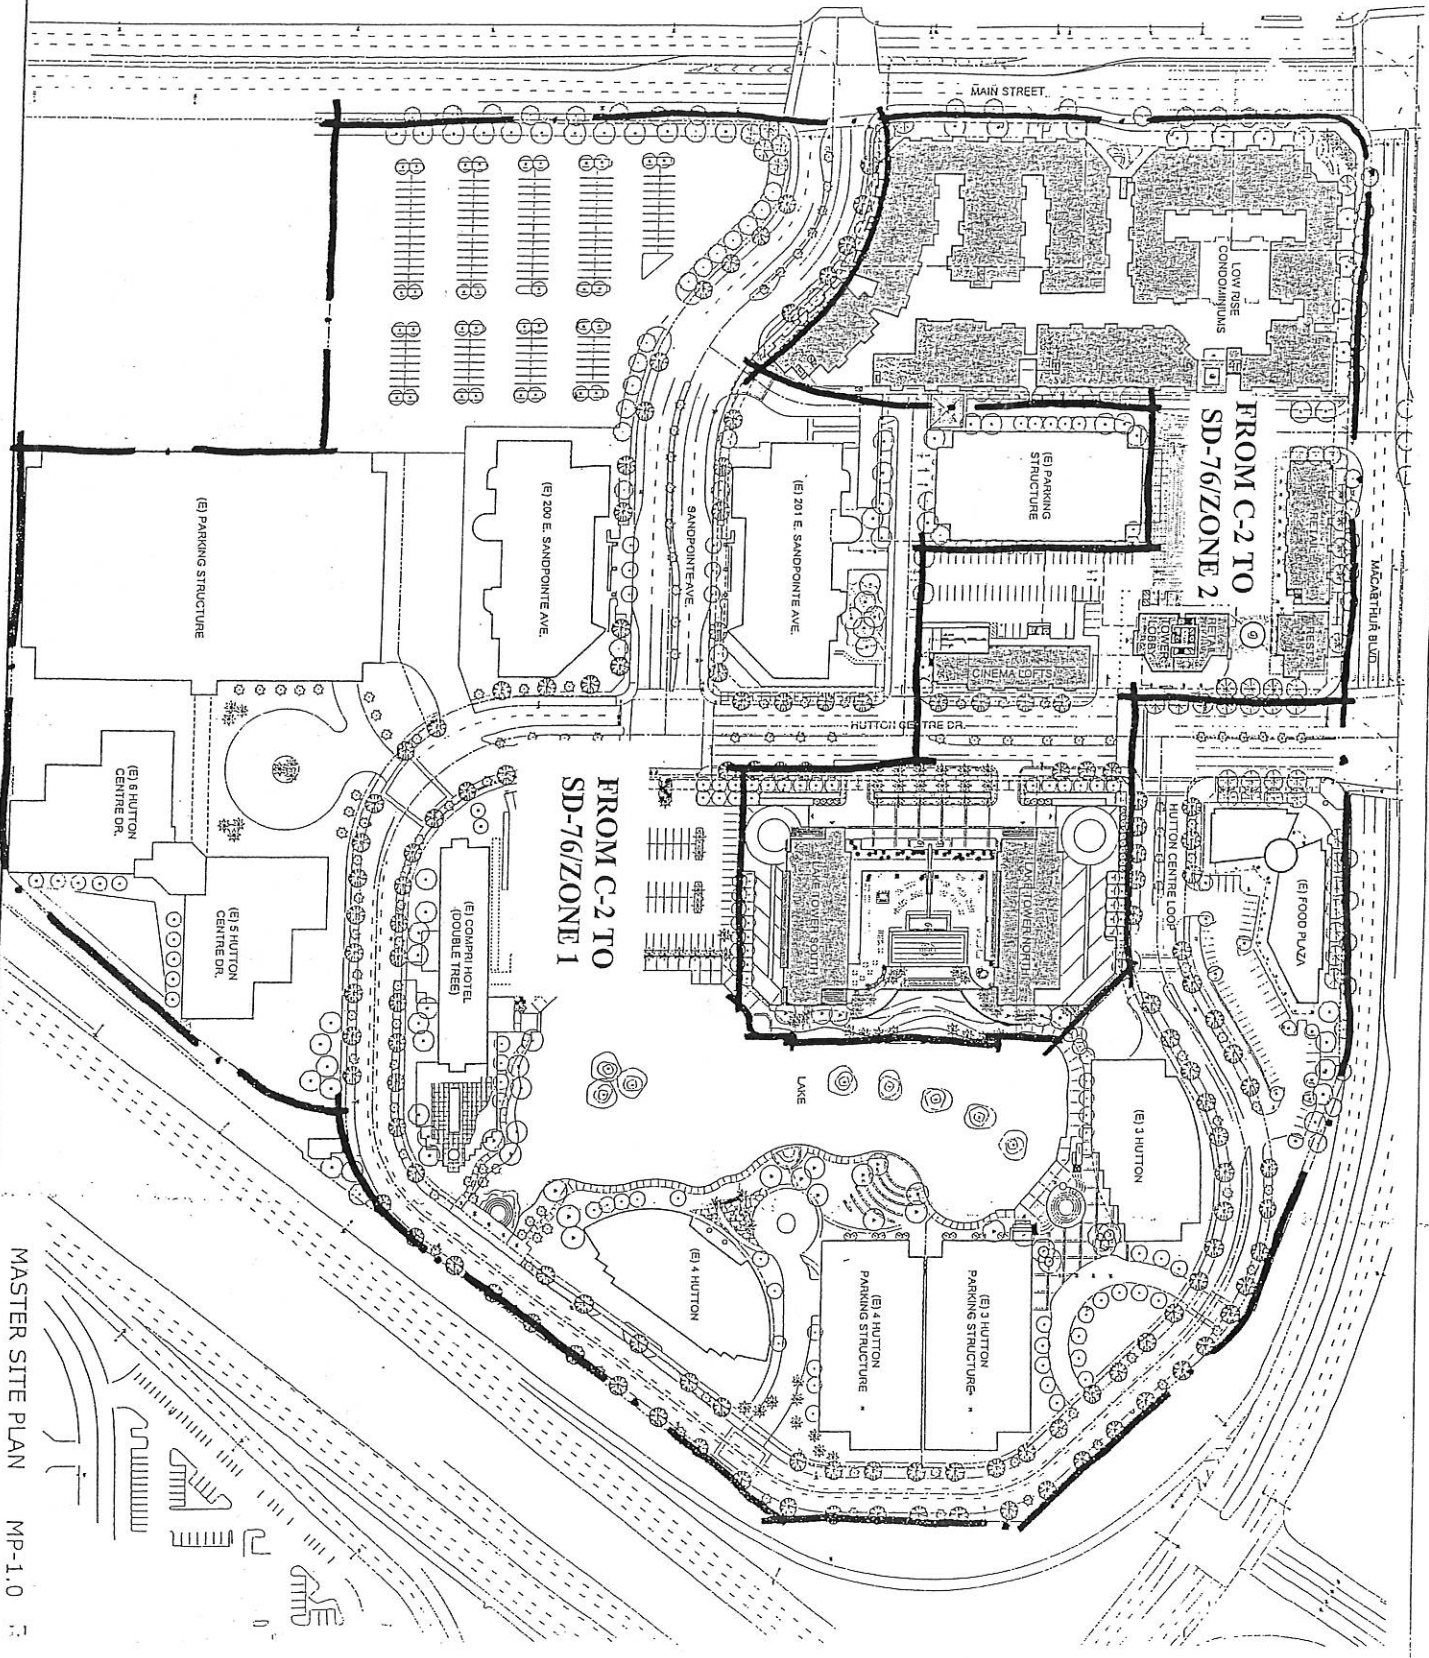 MAIN STREET
MACARTHUR BLVD.
LOW RISE
CONDOMINIUMS
FROM C-2 TO
SD-76/ZONE 2
RETAIL
REST.
(E) PARKING
STRUCTURE
RETAIL
TOWER
LOBBY
CINEMA LOFTS
(E) 201 E. SANDPOINTE AVE.
SANDPOINTE AVE.
(E) 200 E. SANDPOINTE AVE.
(E) PARKING STRUCTURE
HUTTON CENTRE DR.
HUTTON CENTRE LOOP
(E) FOOD PLAZA
LAKE TOWER NORTH
LAKE TOWER SOUTH
FROM C-2 TO
SD-76/ZONE 1
(E) 6 HUTTON
CENTRE DR.
(E) 5 HUTTON
CENTRE DR.
(E) COMPRI HOTEL
(DOUBLE TREE)
LAKE
(E) 3 HUTTON
(E) 4 HUTTON
(E) 3 HUTTON
PARKING STRUCTURE
(E) 4 HUTTON
PARKING STRUCTURE
MASTER SITE PLAN MP-1.0